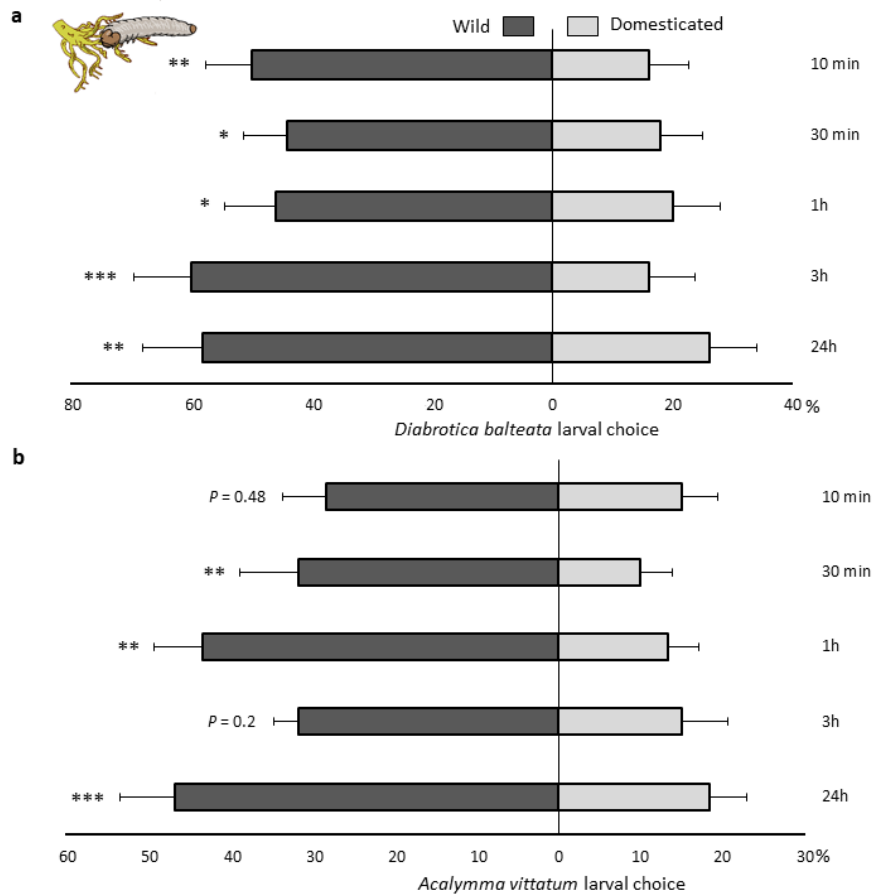 a
Wild Domesticated
** 10 min
* 30 min
* 1h
*** 3h
** 24h
80 60 40 20 0 20 40 %
Diabrotica balteata larval choice
b
P = 0.48 10 min
** 30 min
** 1h
P = 0.2 3h
*** 24h
60 50 40 30 20 10 0 10 20 30%
Acalymma vittatum larval choice